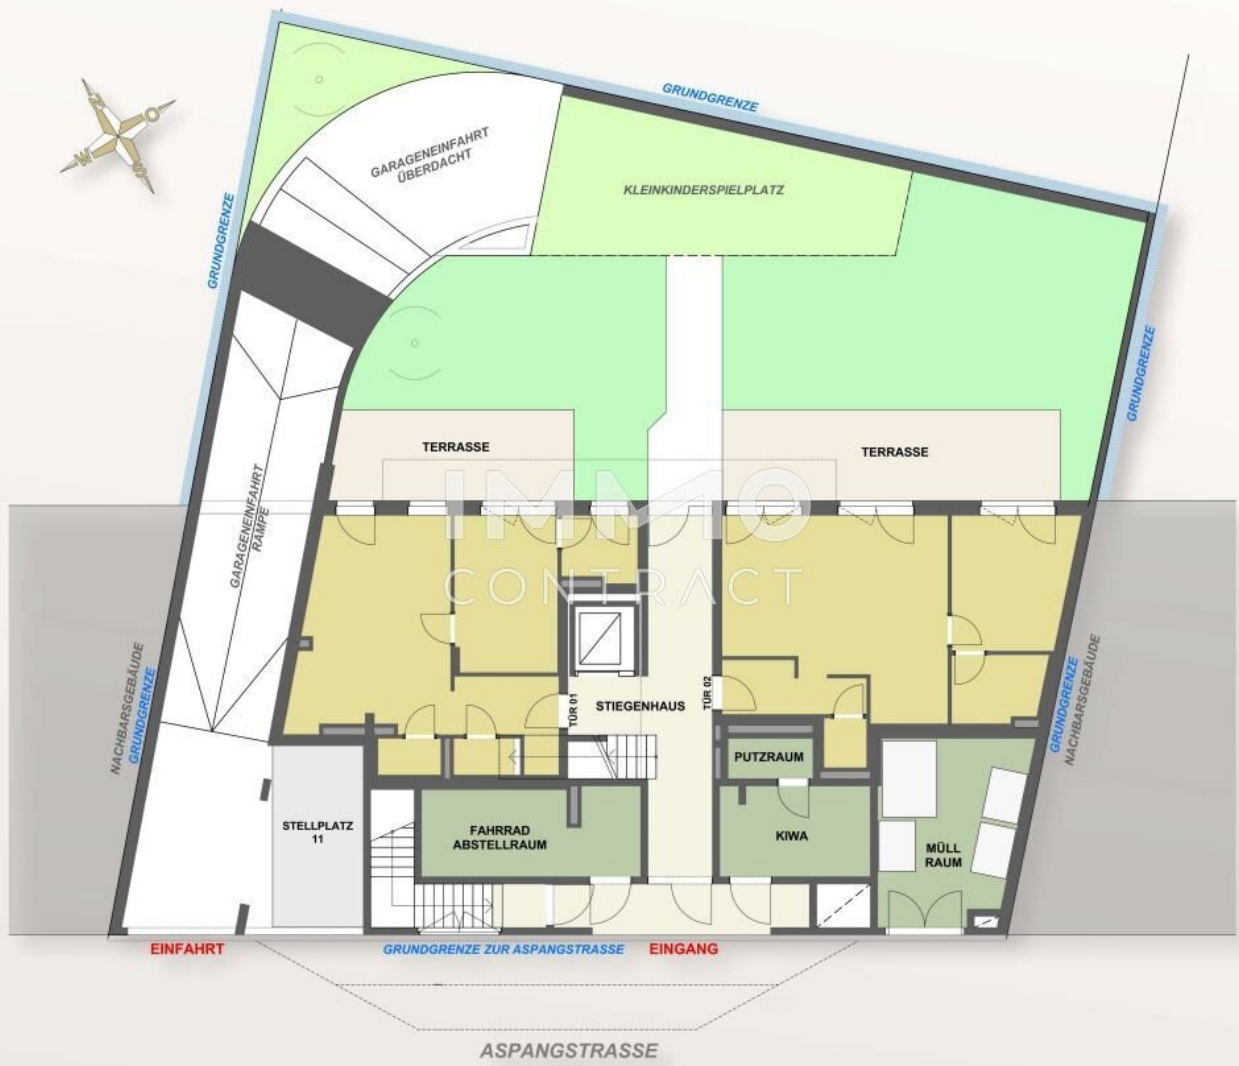 GRUNDGRENZE
N
O
W
S
GARAGENEINFAHRT
ÜBERDACHT
KLEINKINDERSPIELPLATZ
GRUNDGRENZE
GRUNDGRENZE
TERRASSE
TERRASSE
GARAGENEINFAHRT
RAMPE
IMMO
CONTRACT
NACHBARSGEBÄUDE
GRUNDGRENZE
TÜR 01
STIEGENHAUS
TÜR 02
GRUNDGRENZE
NACHBARSGEBÄUDE
PUTZRAUM
STELLPLATZ
11
FAHRRAD
ABSTELLRAUM
KIWA
MÜLL
RAUM
EINFAHRT
GRUNDGRENZE ZUR ASPANGSTRASSE
EINGANG
ASPANGSTRASSE